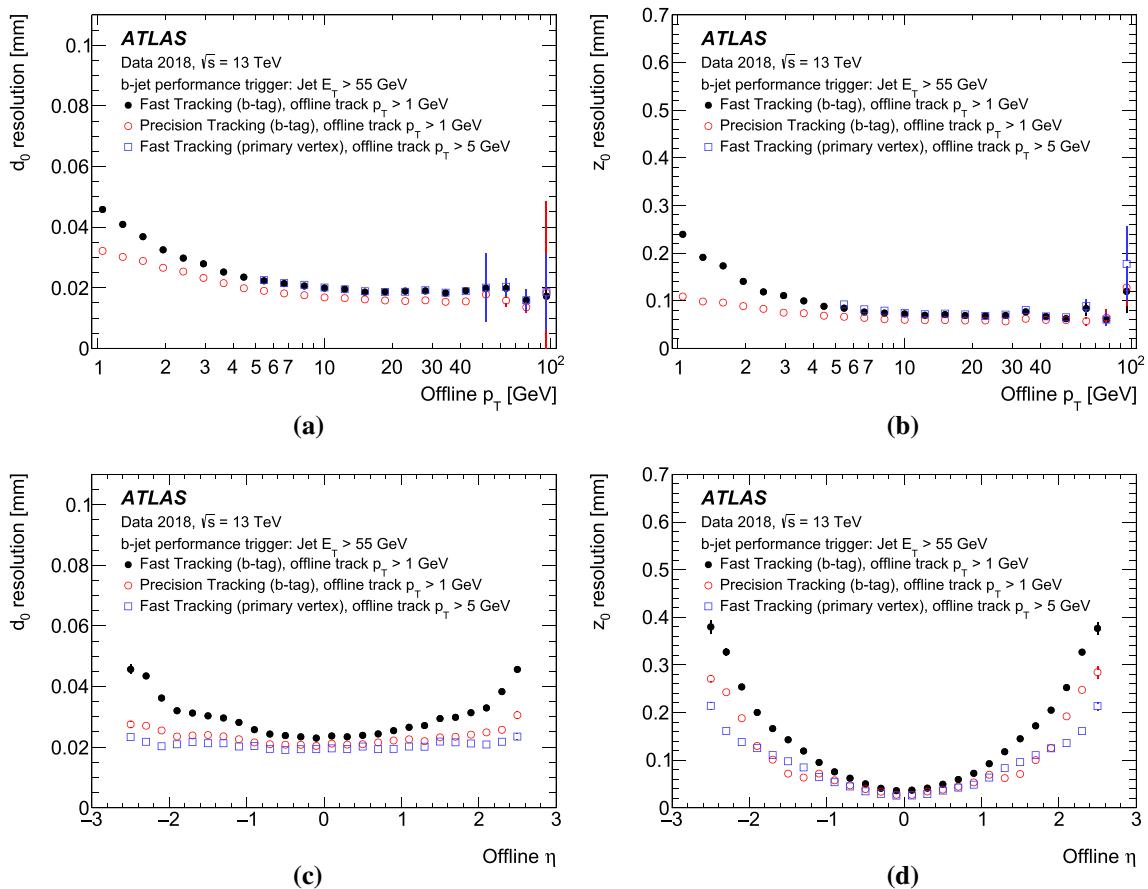 d₀ resolution [mm]
0.1
0.08
0.06
0.04
0.02
0
ATLAS
Data 2018, √s = 13 TeV
b-jet performance trigger: Jet E_T > 55 GeV
Fast Tracking (b-tag), offline track p_T > 1 GeV
Precision Tracking (b-tag), offline track p_T > 1 GeV
Fast Tracking (primary vertex), offline track p_T > 5 GeV
1 2 3 4 5 6 7 10 20 30 40 10²
Offline p_T [GeV]
(a)
z₀ resolution [mm]
0.7
0.6
0.5
0.4
0.3
0.2
0.1
0
ATLAS
Data 2018, √s = 13 TeV
b-jet performance trigger: Jet E_T > 55 GeV
Fast Tracking (b-tag), offline track p_T > 1 GeV
Precision Tracking (b-tag), offline track p_T > 1 GeV
Fast Tracking (primary vertex), offline track p_T > 5 GeV
1 2 3 4 5 6 7 10 20 30 40 10²
Offline p_T [GeV]
(b)
d₀ resolution [mm]
0.1
0.08
0.06
0.04
0.02
0
ATLAS
Data 2018, √s = 13 TeV
b-jet performance trigger: Jet E_T > 55 GeV
Fast Tracking (b-tag), offline track p_T > 1 GeV
Precision Tracking (b-tag), offline track p_T > 1 GeV
Fast Tracking (primary vertex), offline track p_T > 5 GeV
−3 −2 −1 0 1 2 3
Offline η
(c)
z₀ resolution [mm]
0.7
0.6
0.5
0.4
0.3
0.2
0.1
0
ATLAS
Data 2018, √s = 13 TeV
b-jet performance trigger: Jet E_T > 55 GeV
Fast Tracking (b-tag), offline track p_T > 1 GeV
Precision Tracking (b-tag), offline track p_T > 1 GeV
Fast Tracking (primary vertex), offline track p_T > 5 GeV
−3 −2 −1 0 1 2 3
Offline η
(d)